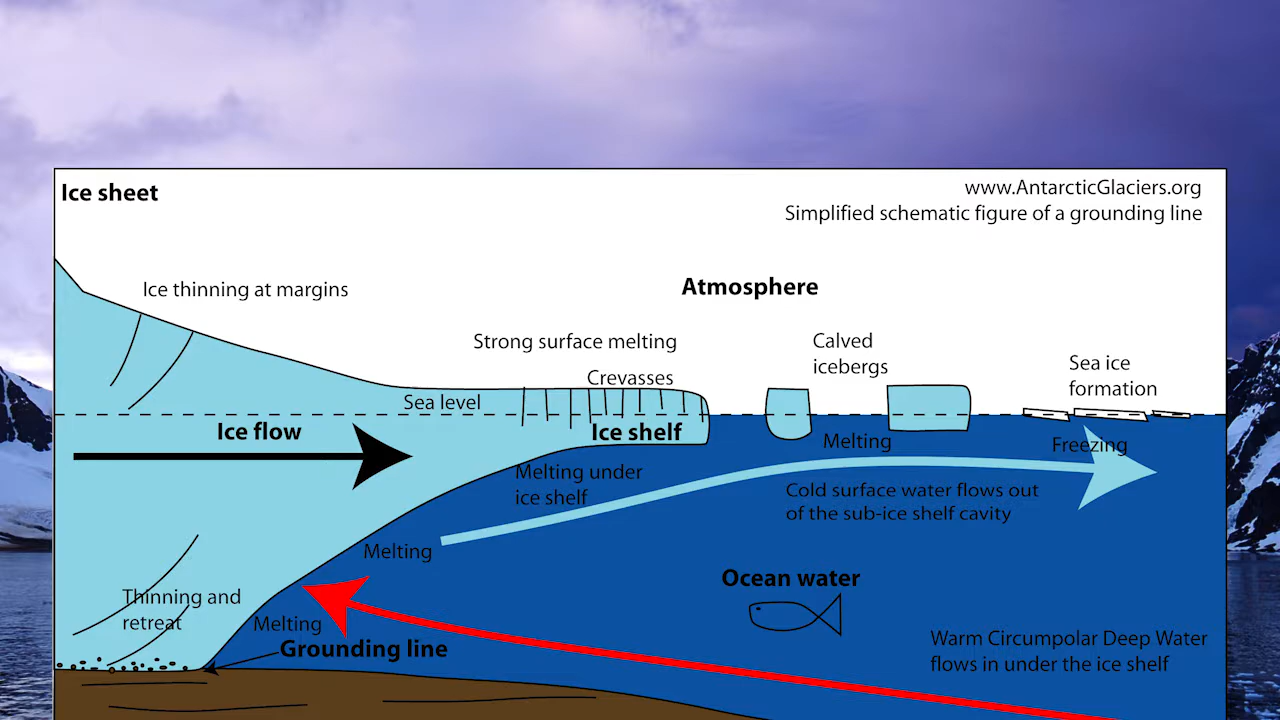 Ice sheet
www.AntarcticGlaciers.org
Simplified schematic figure of a grounding line
Ice thinning at margins
Atmosphere
Strong surface melting
Calved
icebergs
Crevasses
Sea ice
formation
Sea level
Ice flow
Ice shelf
Melting
Freezing
Melting under
ice shelf
Cold surface water flows out
of the sub-ice shelf cavity
Melting
Ocean water
Thinning and
retreat
Melting
Grounding line
Warm Circumpolar Deep Water
flows in under the ice shelf